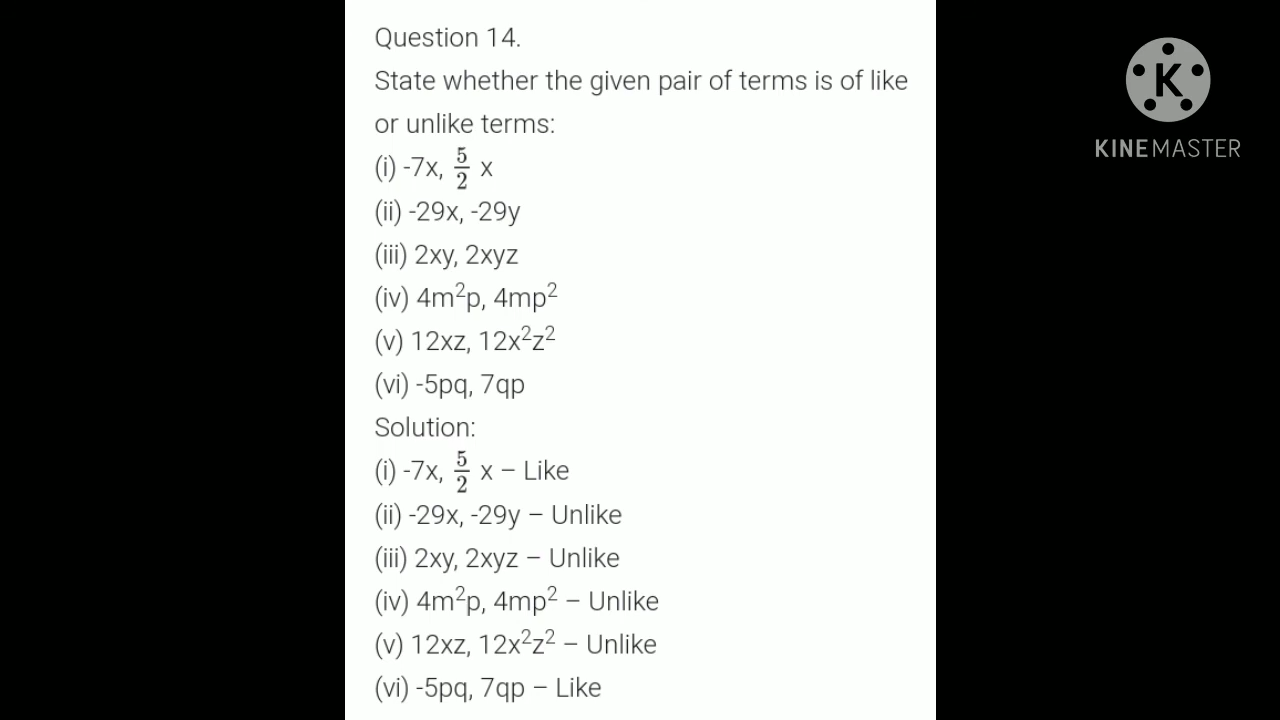 Question 14.
State whether the given pair of terms is of like
or unlike terms:
(i) -7x, 5/2 x
(ii) -29x, -29y
(iii) 2xy, 2xyz
(iv) 4m²p, 4mp²
(v) 12xz, 12x²z²
(vi) -5pq, 7qp
Solution:
(i) -7x, 5/2 x – Like
(ii) -29x, -29y – Unlike
(iii) 2xy, 2xyz – Unlike
(iv) 4m²p, 4mp² – Unlike
(v) 12xz, 12x²z² – Unlike
(vi) -5pq, 7qp – Like
K
KINEMASTER